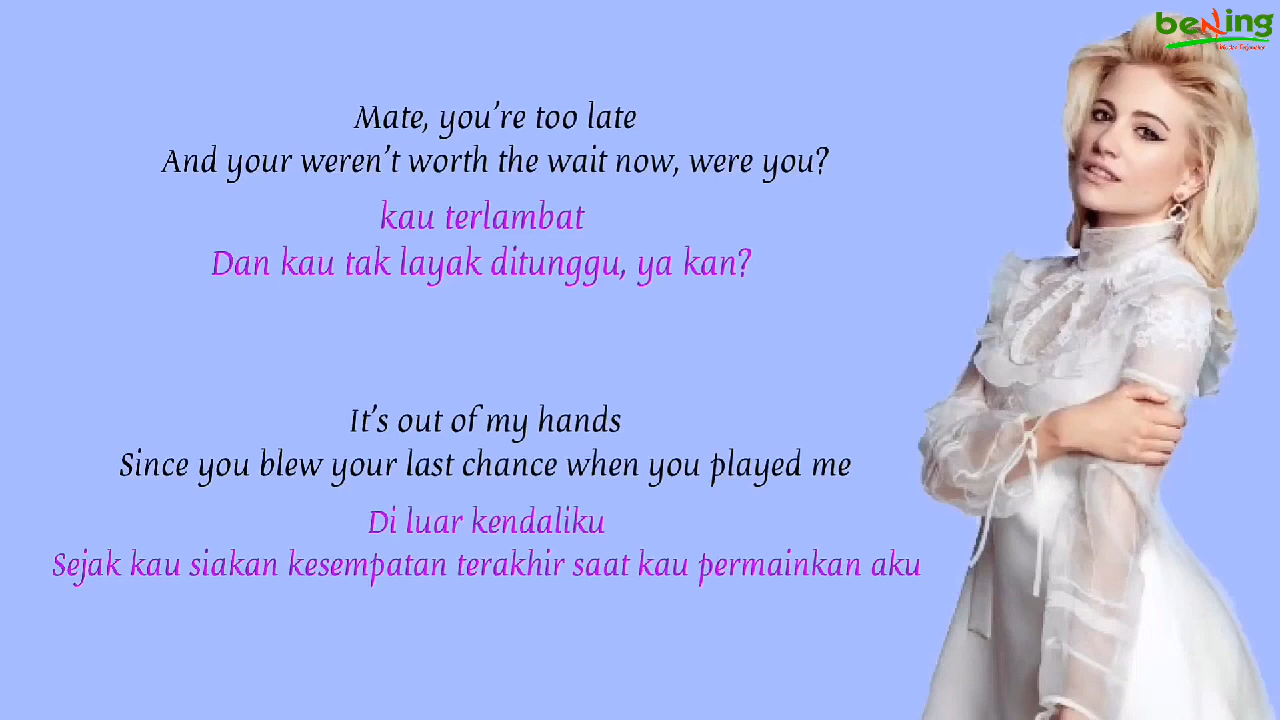 beNing
Mate, you're too late
And your weren't worth the wait now, were you?
kau terlambat
Dan kau tak layak ditunggu, ya kan?
It's out of my hands
Since you blew your last chance when you played me
Di luar kendaliku
Sejak kau siakan kesempatan terakhir saat kau permainkan aku